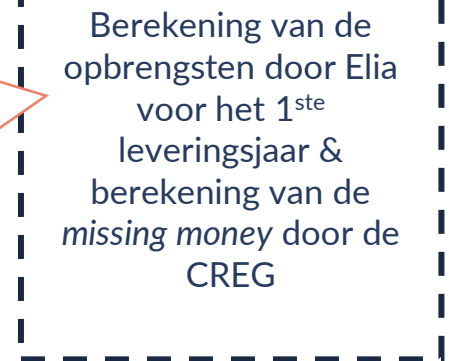 Berekening van de
opbrengsten door Elia
voor het 1ste
leveringsjaar &
berekening van de
missing money door de
CREG